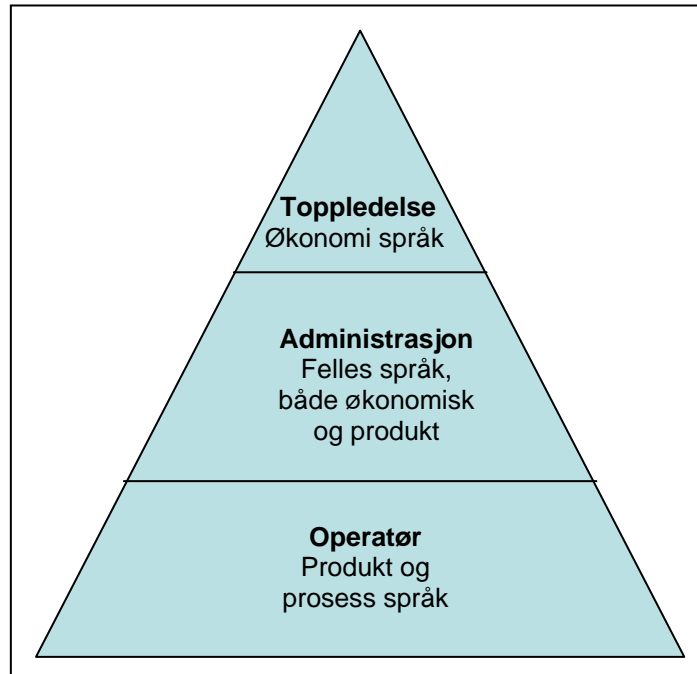 Toppledelse
Økonomi språk
Administrasjon
Felles språk,
både økonomisk
og produkt
Operatør
Produkt og
prosess språk